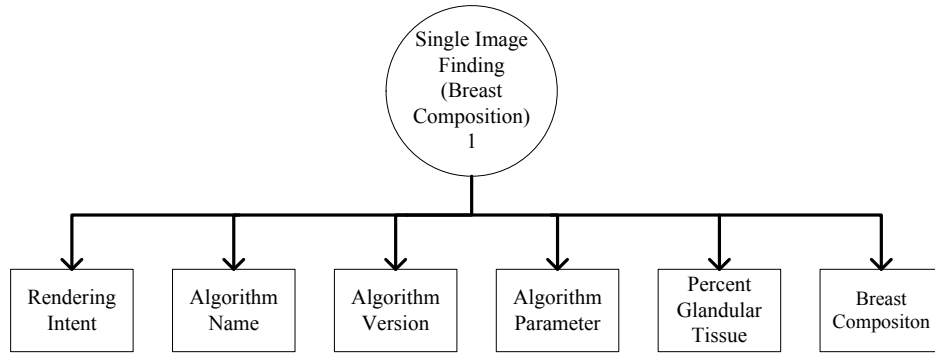 Single Image
Finding
(Breast
Composition)
1
Rendering
Intent
Algorithm
Name
Algorithm
Version
Algorithm
Parameter
Percent
Glandular
Tissue
Breast
Compositon